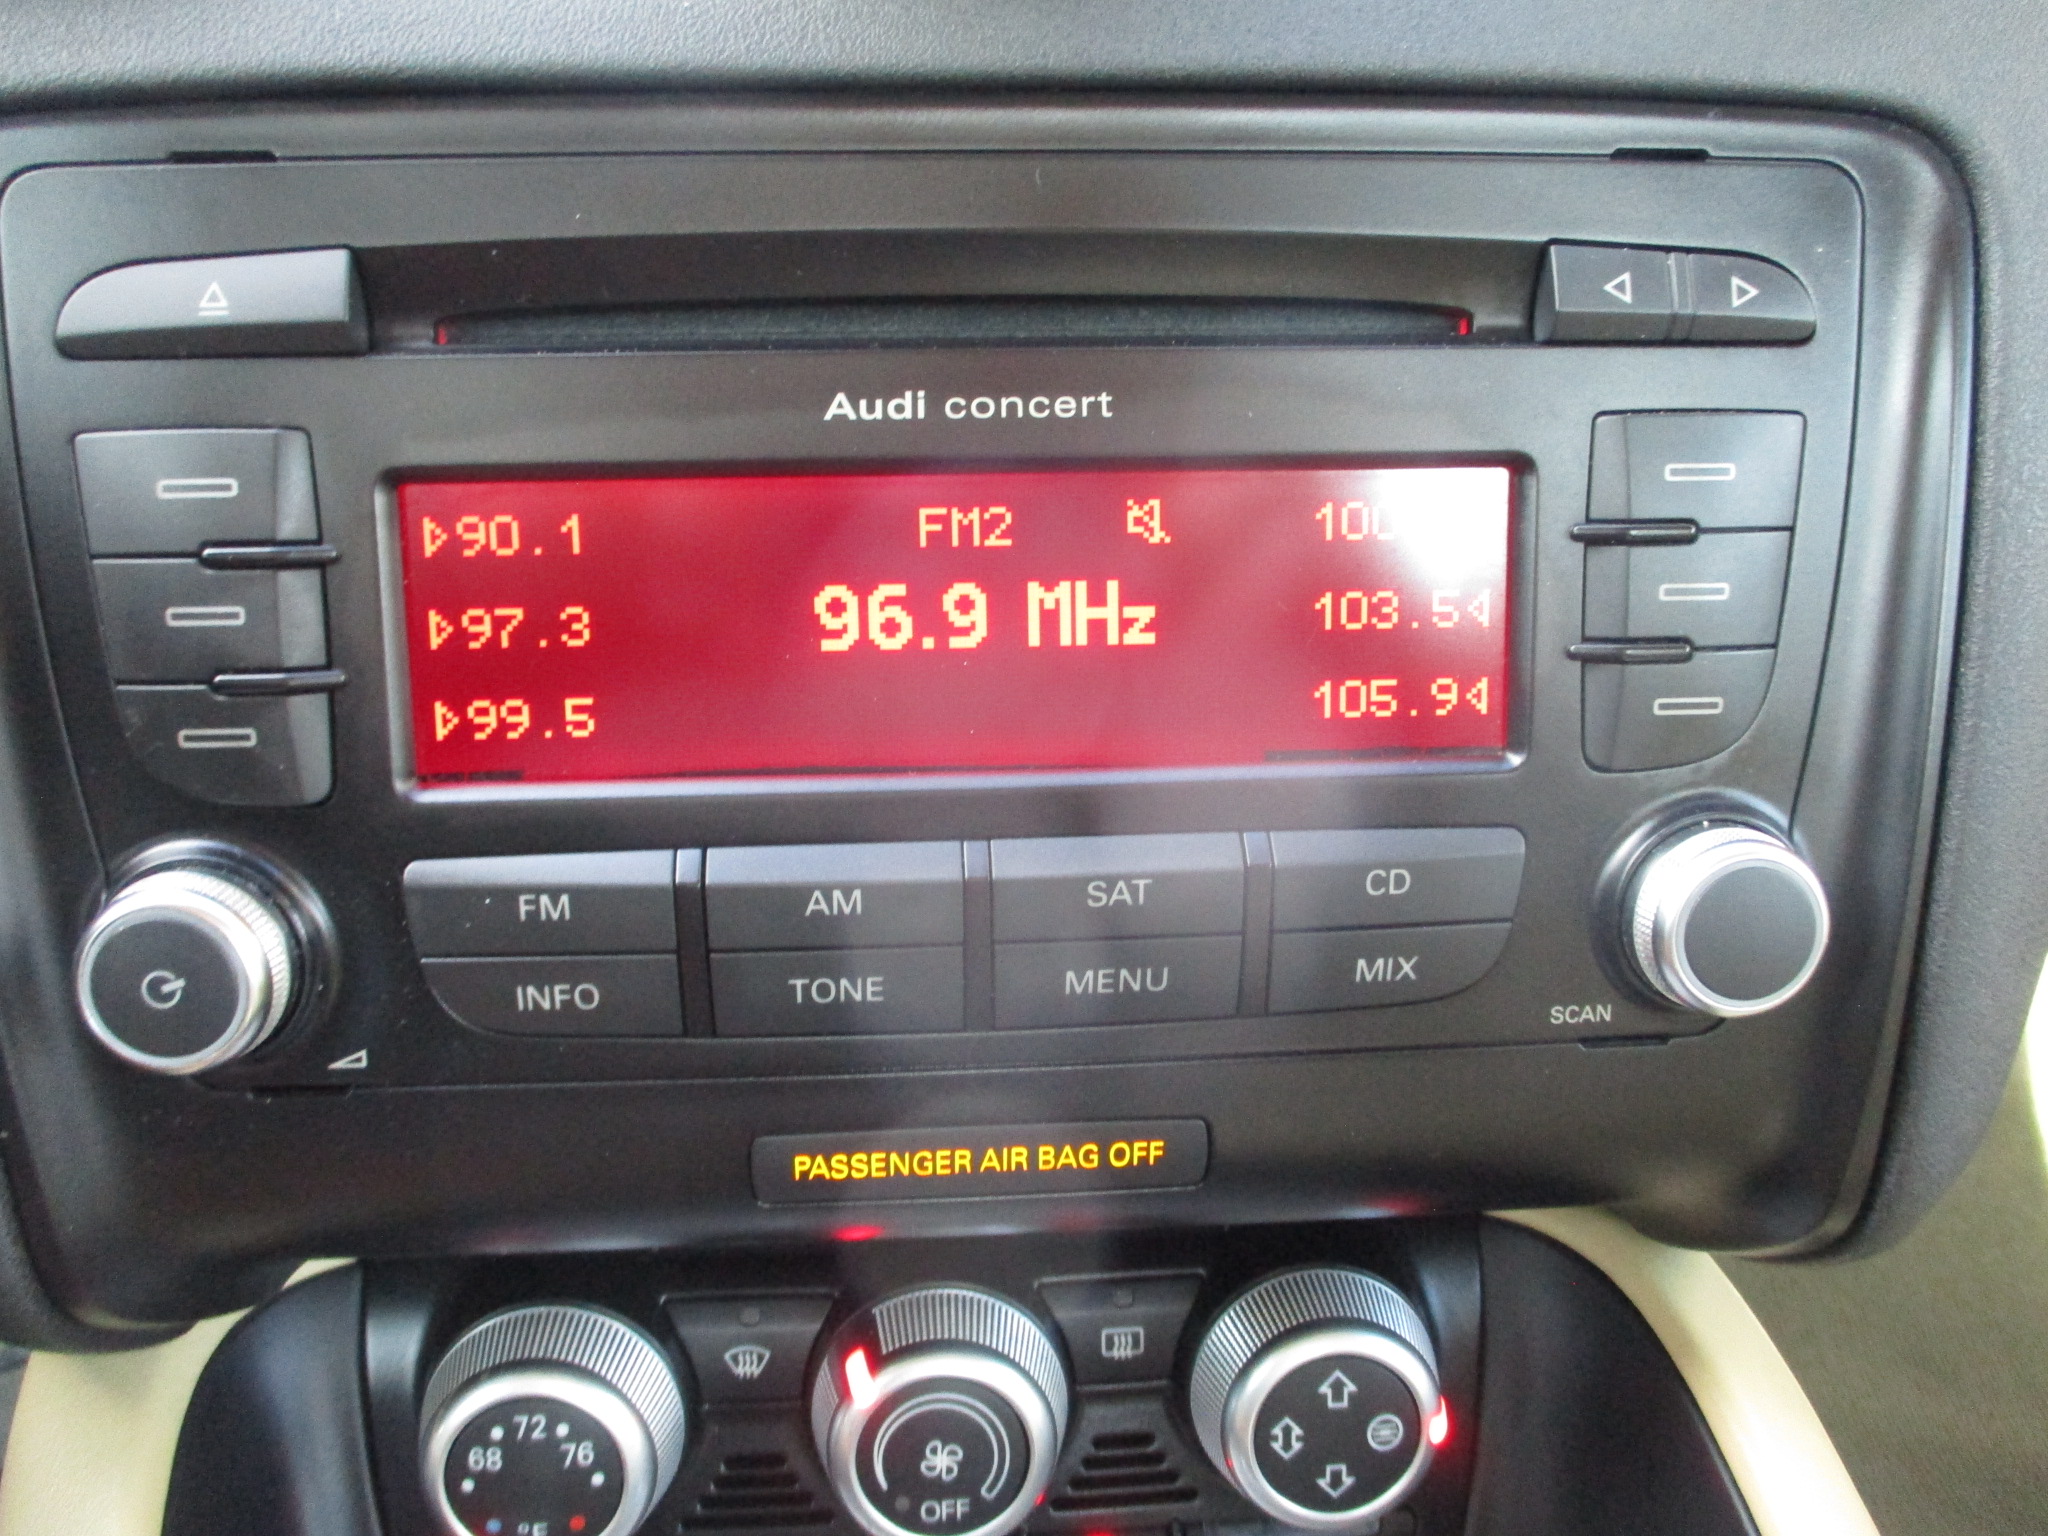 Audi concert
90.1 FM2
97.3 96.9 MHz 103.5
99.5 105.9
FM AM SAT CD
INFO TONE MENU MIX
SCAN
PASSENGER AIR BAG OFF
68 72 76
°F
OFF